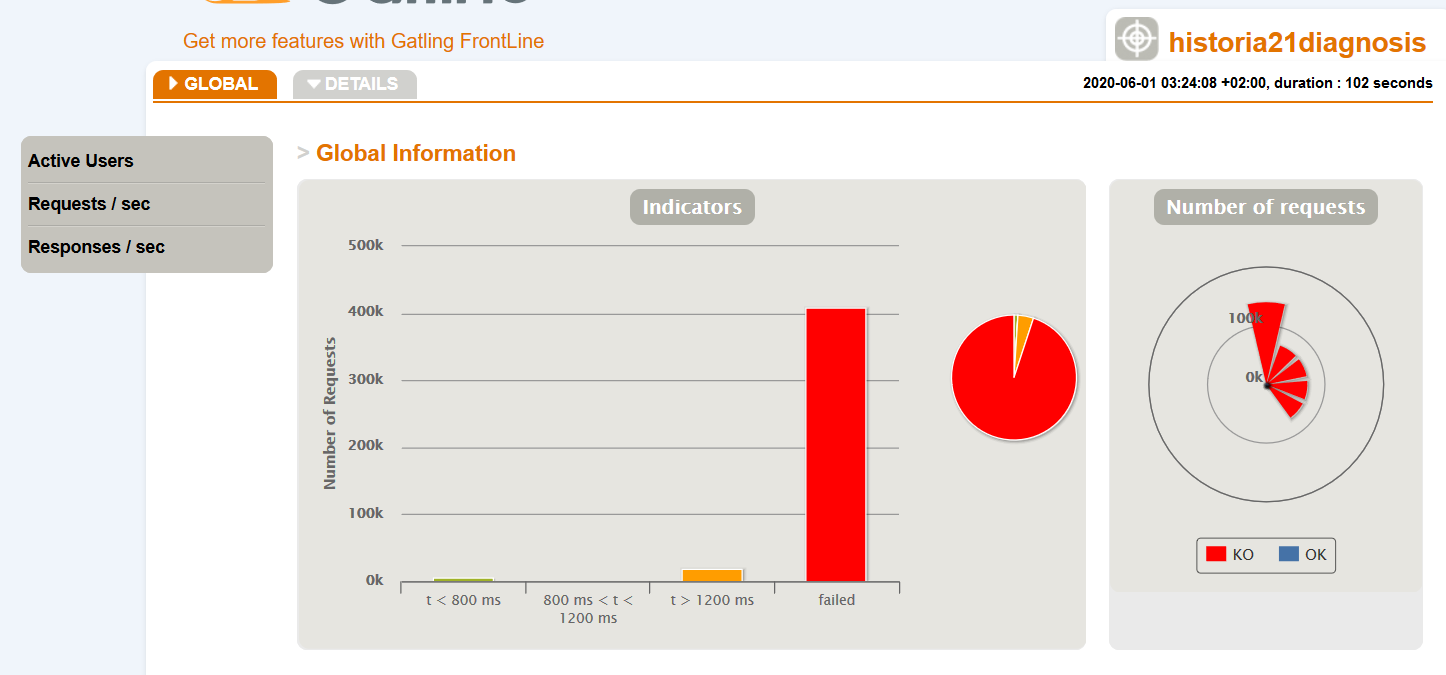 Get more features with Gatling FrontLine
historia21diagnosis
GLOBAL
DETAILS
2020-06-01 03:24:08 +02:00, duration : 102 seconds
Active Users
Requests / sec
Responses / sec
> Global Information
Indicators
Number of Requests
500k
400k
300k
200k
100k
0k
t < 800 ms
800 ms < t <
1200 ms
t > 1200 ms
failed
Number of requests
100k
0k
KO
OK